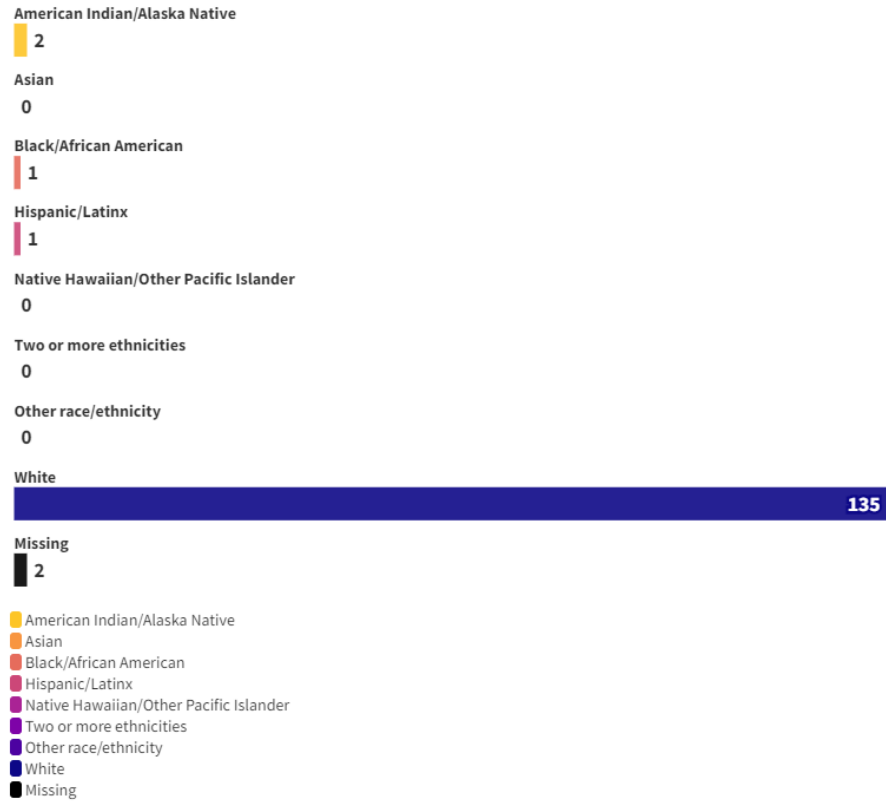 American Indian/Alaska Native
2
Asian
0
Black/African American
1
Hispanic/Latinx
1
Native Hawaiian/Other Pacific Islander
0
Two or more ethnicities
0
Other race/ethnicity
0
White
135
Missing
2
American Indian/Alaska Native
Asian
Black/African American
Hispanic/Latinx
Native Hawaiian/Other Pacific Islander
Two or more ethnicities
Other race/ethnicity
White
Missing